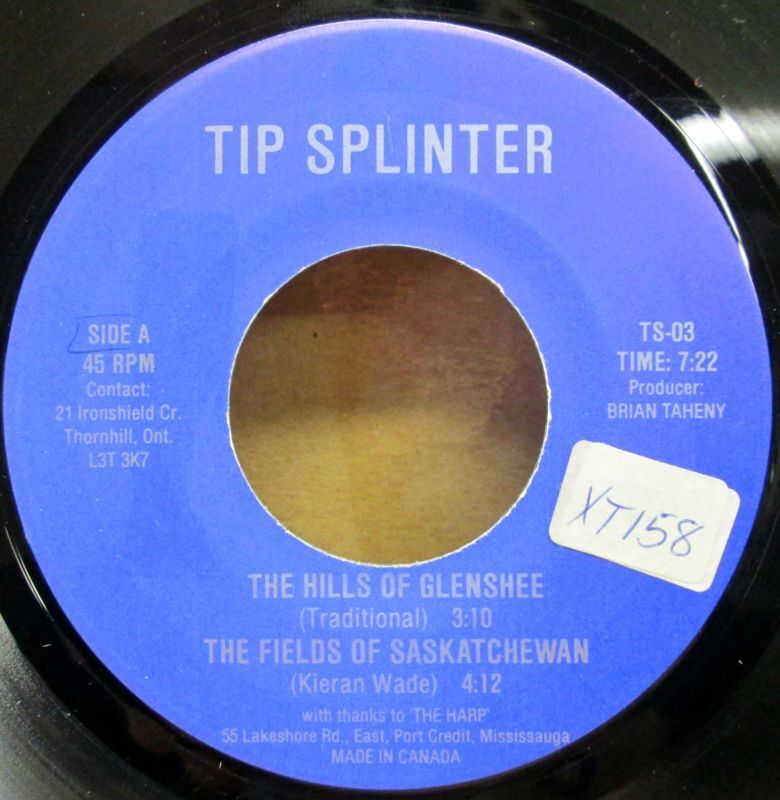 TIP SPLINTER
SIDE A
45 RPM
Contact:
21 Ironshield Cr.
Thornhill, Ont.
L3T 3K7
TS-03
TIME: 7:22
Producer:
BRIAN TAHENY
XT158
THE HILLS OF GLENSHEE
(Traditional) 3:10
THE FIELDS OF SASKATCHEWAN
(Kieran Wade) 4:12
with thanks to 'THE HARP'
55 Lakeshore Rd., East, Port Credit, Mississauga
MADE IN CANADA